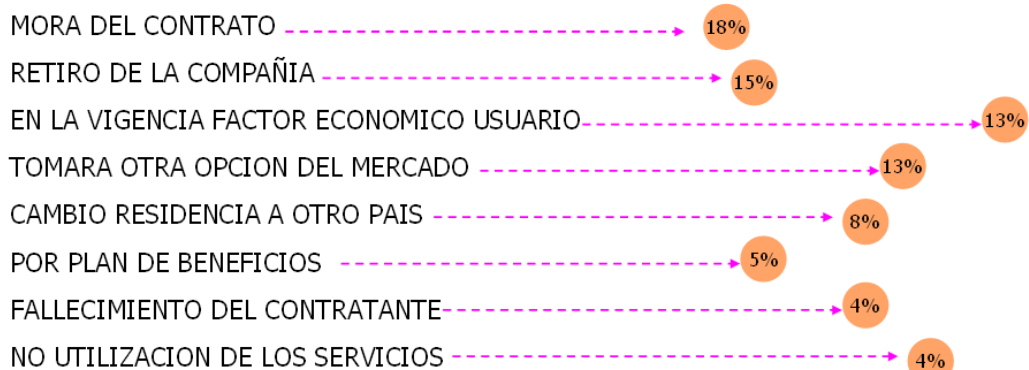 MORA DEL CONTRATO 18%
RETIRO DE LA COMPAÑIA 15%
EN LA VIGENCIA FACTOR ECONOMICO USUARIO 13%
TOMARA OTRA OPCION DEL MERCADO 13%
CAMBIO RESIDENCIA A OTRO PAIS 8%
POR PLAN DE BENEFICIOS 5%
FALLECIMIENTO DEL CONTRATANTE 4%
NO UTILIZACION DE LOS SERVICIOS 4%